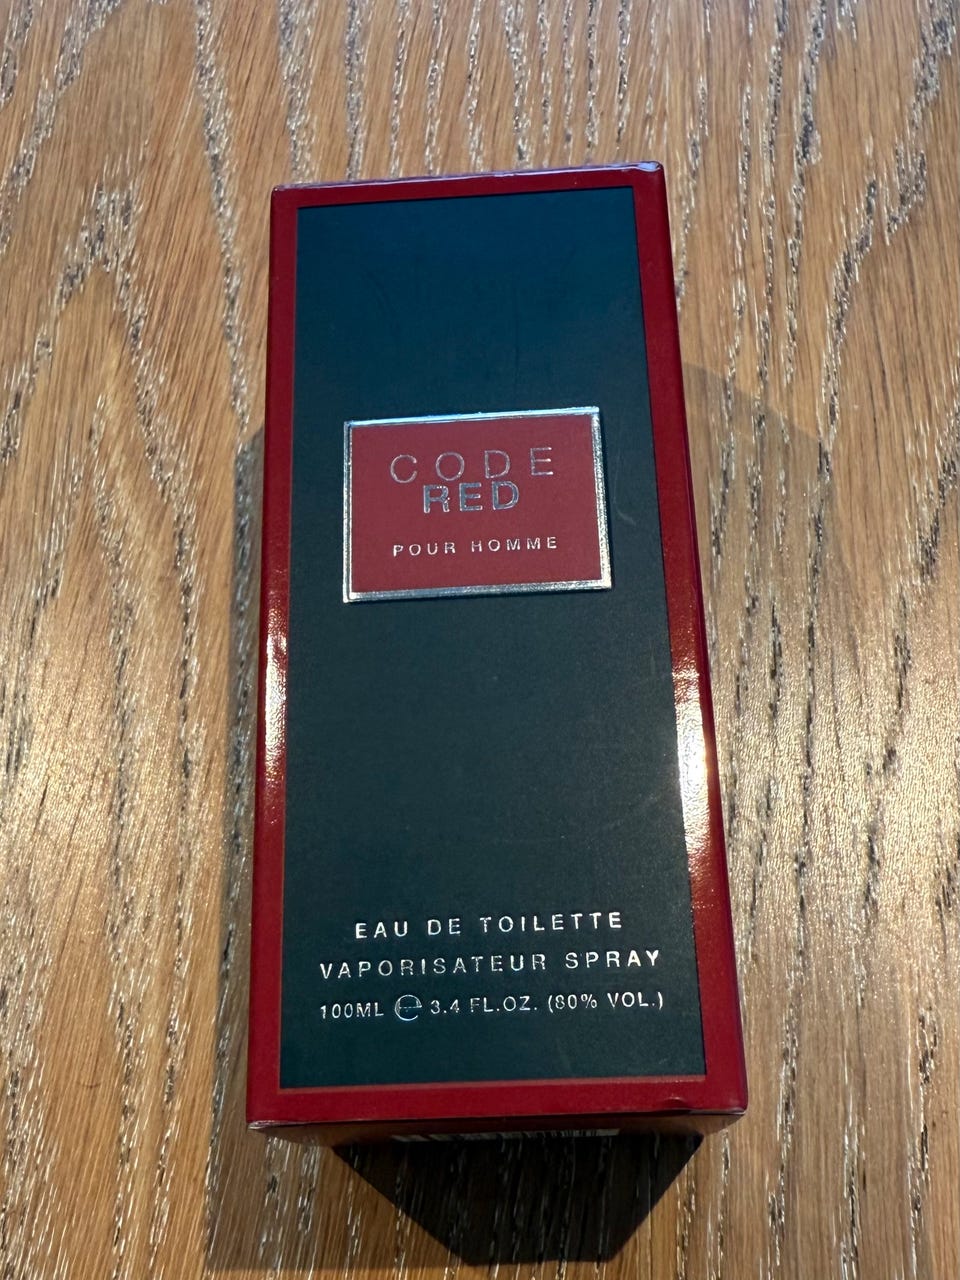 CODE
RED
POUR HOMME
EAU DE TOILETTE
VAPORISATEUR SPRAY
100ML ℮ 3.4 FL.OZ. (80% VOL.)